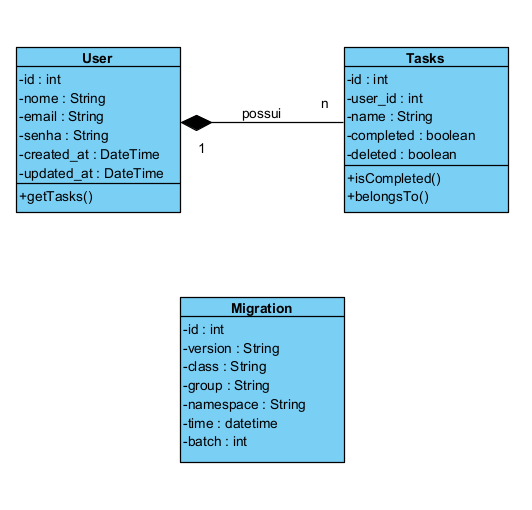 User
-id : int
-nome : String
-email : String
-senha : String
-created_at : DateTime
-updated_at : DateTime
+getTasks()
possui
1
n
Tasks
-id : int
-user_id : int
-name : String
-completed : boolean
-deleted : boolean
+isCompleted()
+belongsTo()
Migration
-id : int
-version : String
-class : String
-group : String
-namespace : String
-time : datetime
-batch : int